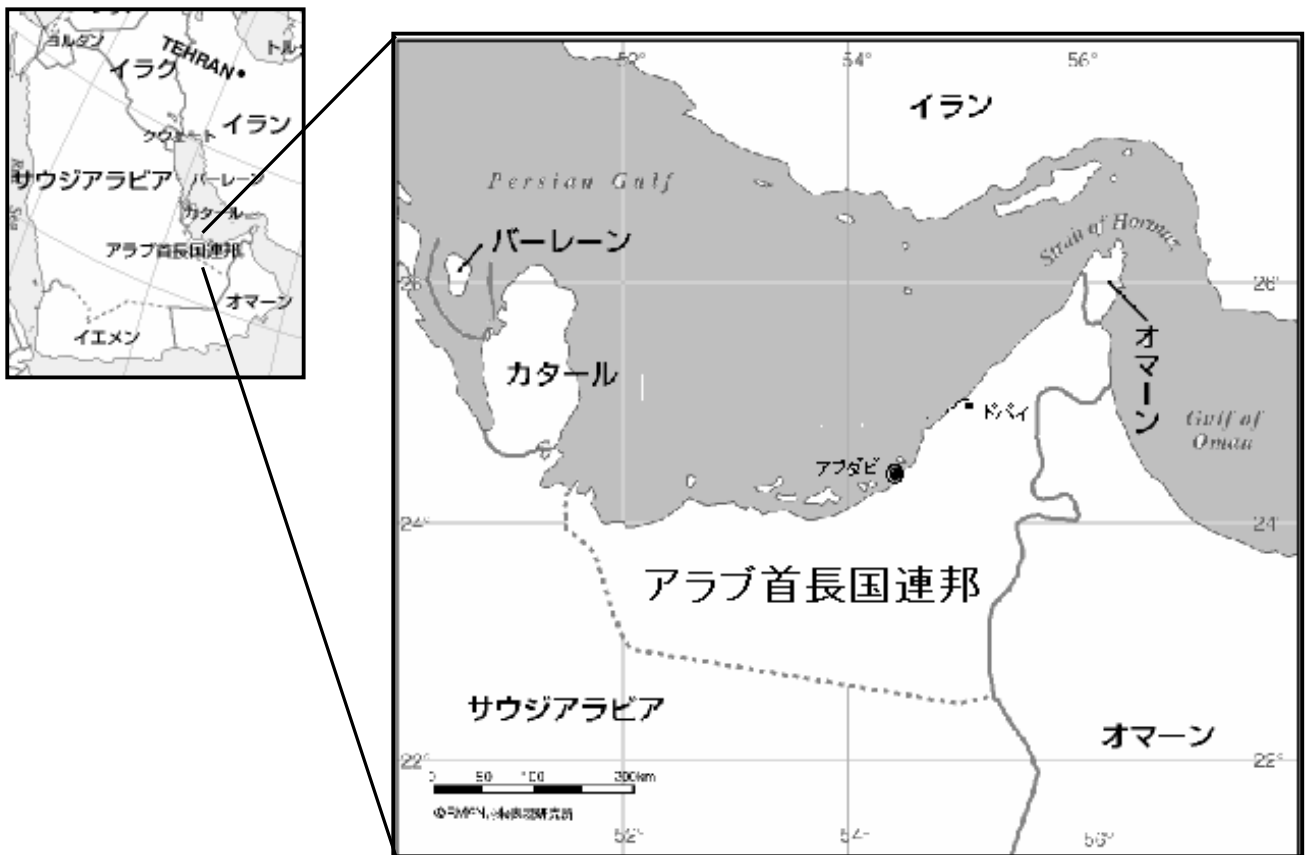 ヨルダン
TEHRAN
イラク
イラン
クウェート
サウジアラビア
バーレーン
カタール
アラブ首長国連邦
オマーン
イエメン
Sea
52°
54°
56°
イラン
Persian Gulf
Strait of Hormuz
バーレーン
26°
26°
オマーン
カタール
ドバイ
Gulf of
Oman
アブダビ
24°
24°
アラブ首長国連邦
サウジアラビア
オマーン
22°
22°
0 50 100 200km
52°
54°
56°